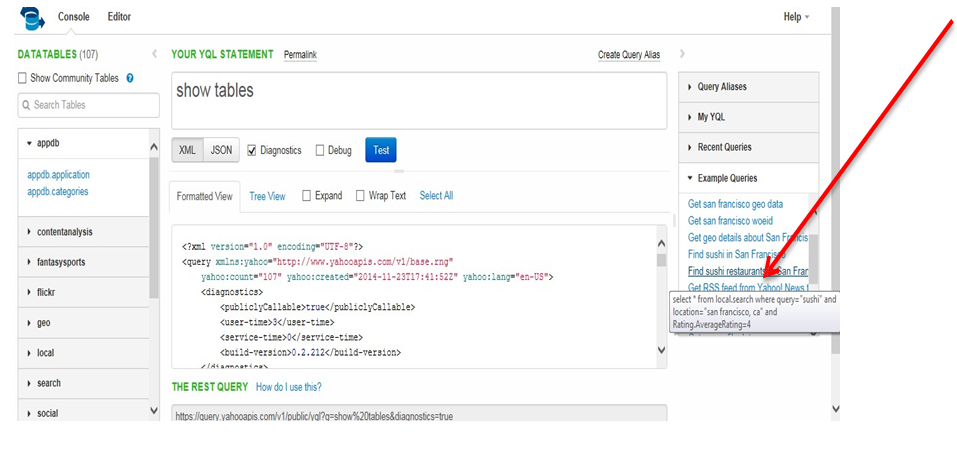 Console Editor Help
DATATABLES (107)
Show Community Tables ?
Search Tables
appdb
appdb.application
appdb.categories
contentanalysis
fantasysports
flickr
geo
local
search
social
YOUR YQL STATEMENT Permalink Create Query Alias
show tables
XML JSON Diagnostics Debug Test
Formatted View Tree View Expand Wrap Text Select All
<?xml version="1.0" encoding="UTF-8"?>
<query xmlns:yahoo="http://www.yahooapis.com/v1/base.rng"
yahoo:count="107" yahoo:created="2014-11-23T17:41:52Z" yahoo:lang="en-US">
<diagnostics>
<publiclyCallable>true</publiclyCallable>
<user-time>3</user-time>
<service-time>0</service-time>
<build-version>0.2.212</build-version>
</diagnostics>
THE REST QUERY How do I use this?
https://query.yahooapis.com/v1/public/yql?q=show%20tables&diagnostics=true
Query Aliases
My YQL
Recent Queries
Example Queries
Get san francisco geo data
Get san francisco woeid
Get geo details about San Francis
Find sushi in San Francisco
Find sushi restaurants San Fran
Get RSS feed from Yahoo! News t
select * from local.search where query="sushi" and
location="san francisco, ca" and
Rating.AverageRating=4